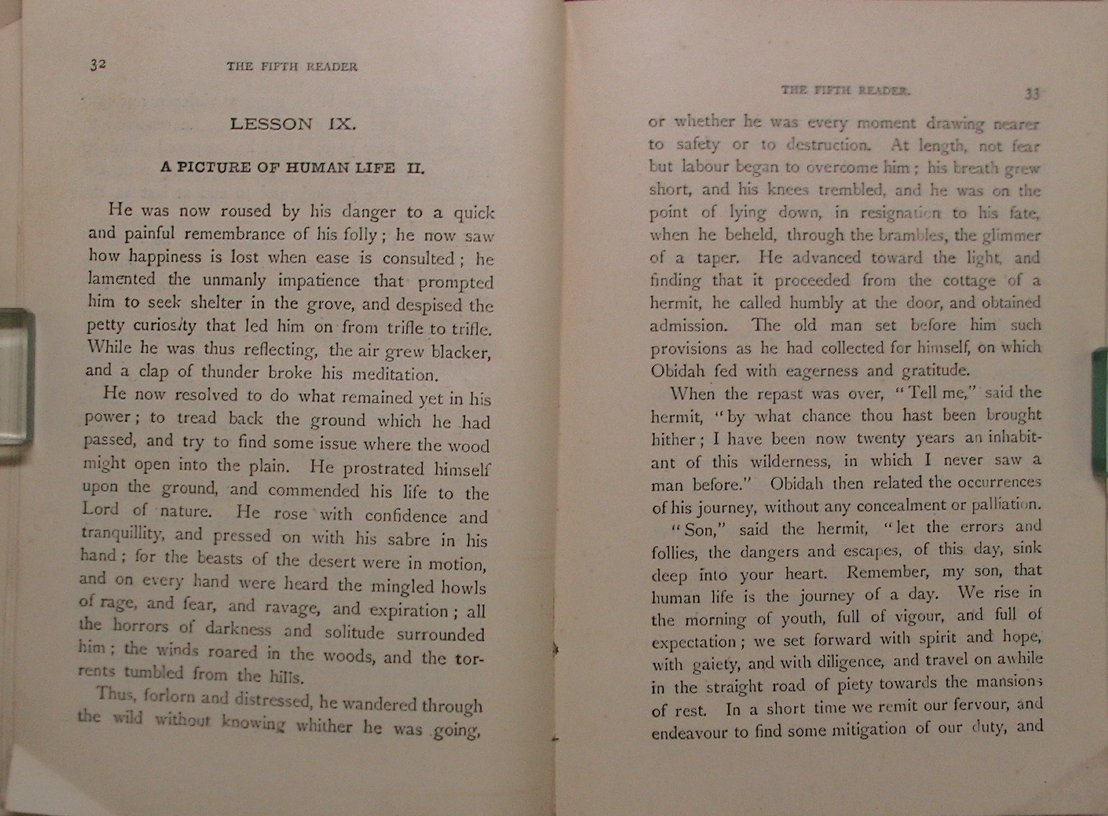 32
THE FIFTH READER
LESSON IX.
A PICTURE OF HUMAN LIFE II.
He was now roused by his danger to a quick
and painful remembrance of his folly; he now saw
how happiness is lost when ease is consulted; he
lamented the unmanly impatience that prompted
him to seek shelter in the grove, and despised the
petty curiosity that led him on from trifle to trifle.
While he was thus reflecting, the air grew blacker,
and a clap of thunder broke his meditation.
He now resolved to do what remained yet in his
power; to tread back the ground which he had
passed, and try to find some issue where the wood
might open into the plain. He prostrated himself
upon the ground, and commended his life to the
Lord of nature. He rose with confidence and
tranquillity, and pressed on with his sabre in his
hand; for the beasts of the desert were in motion,
and on every hand were heard the mingled howls
of rage, and fear, and ravage, and expiration; all
the horrors of darkness and solitude surrounded
him; the winds roared in the woods, and the tor-
rents tumbled from the hills.
Thus, forlorn and distressed, he wandered through
the wild without knowing whither he was going,
THE FIFTH READER.
33
or whether he was every moment drawing nearer
to safety or to destruction. At length, not fear
but labour began to overcome him; his breath grew
short, and his knees trembled, and he was on the
point of lying down, in resignation to his fate,
when he beheld, through the brambles, the glimmer
of a taper. He advanced toward the light, and
finding that it proceeded from the cottage of a
hermit, he called humbly at the door, and obtained
admission. The old man set before him such
provisions as he had collected for himself, on which
Obidah fed with eagerness and gratitude.
When the repast was over, "Tell me," said the
hermit, "by what chance thou hast been brought
hither; I have been now twenty years an inhabit-
ant of this wilderness, in which I never saw a
man before." Obidah then related the occurrences
of his journey, without any concealment or palliation.
"Son," said the hermit, "let the errors and
follies, the dangers and escapes, of this day, sink
deep into your heart. Remember, my son, that
human life is the journey of a day. We rise in
the morning of youth, full of vigour, and full of
expectation; we set forward with spirit and hope,
with gaiety, and with diligence, and travel on awhile
in the straight road of piety towards the mansions
of rest. In a short time we remit our fervour, and
endeavour to find some mitigation of our duty, and